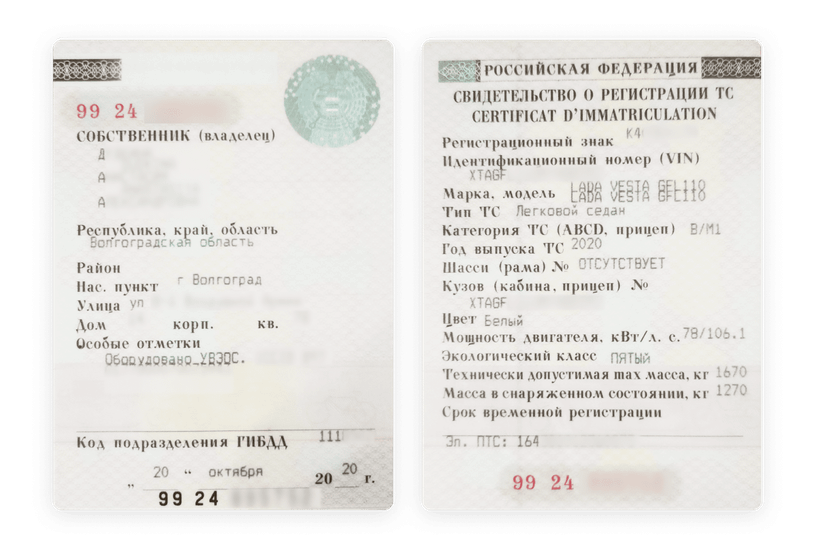 99 24
СОБСТВЕННИК (владелец)
Д
А
А
Республика, край, область
Волгоградская область
Район
Нас. пункт г Волгоград
Улица ул
Дом корп. кв.
Особые отметки
Оборудовано УВЭОС.
Код подразделения ГИБДД 111
„ 20 “ октября 20 20 г.
99 24
РОССИЙСКАЯ ФЕДЕРАЦИЯ
СВИДЕТЕЛЬСТВО О РЕГИСТРАЦИИ ТС
CERTIFICAT D'IMMATRICULATION
Регистрационный знак К4
Идентификационный номер (VIN)
XTAGF
Марка, модель LADA VESTA GFL110
LADA VESTA GFL110
Тип ТС Легковой седан
Категория ТС (ABCD, прицеп) B/M1
Год выпуска ТС 2020
Шасси (рама) № ОТСУТСТВУЕТ
Кузов (кабина, прицеп) №
XTAGF
Цвет Белый
Мощность двигателя, кВт/л. с. 78/106.1
Экологический класс ПЯТЫЙ
Технически допустимая max масса, кг 1670
Масса в снаряженном состоянии, кг 1270
Срок временной регистрации
Эл. ПТС: 164
99 24